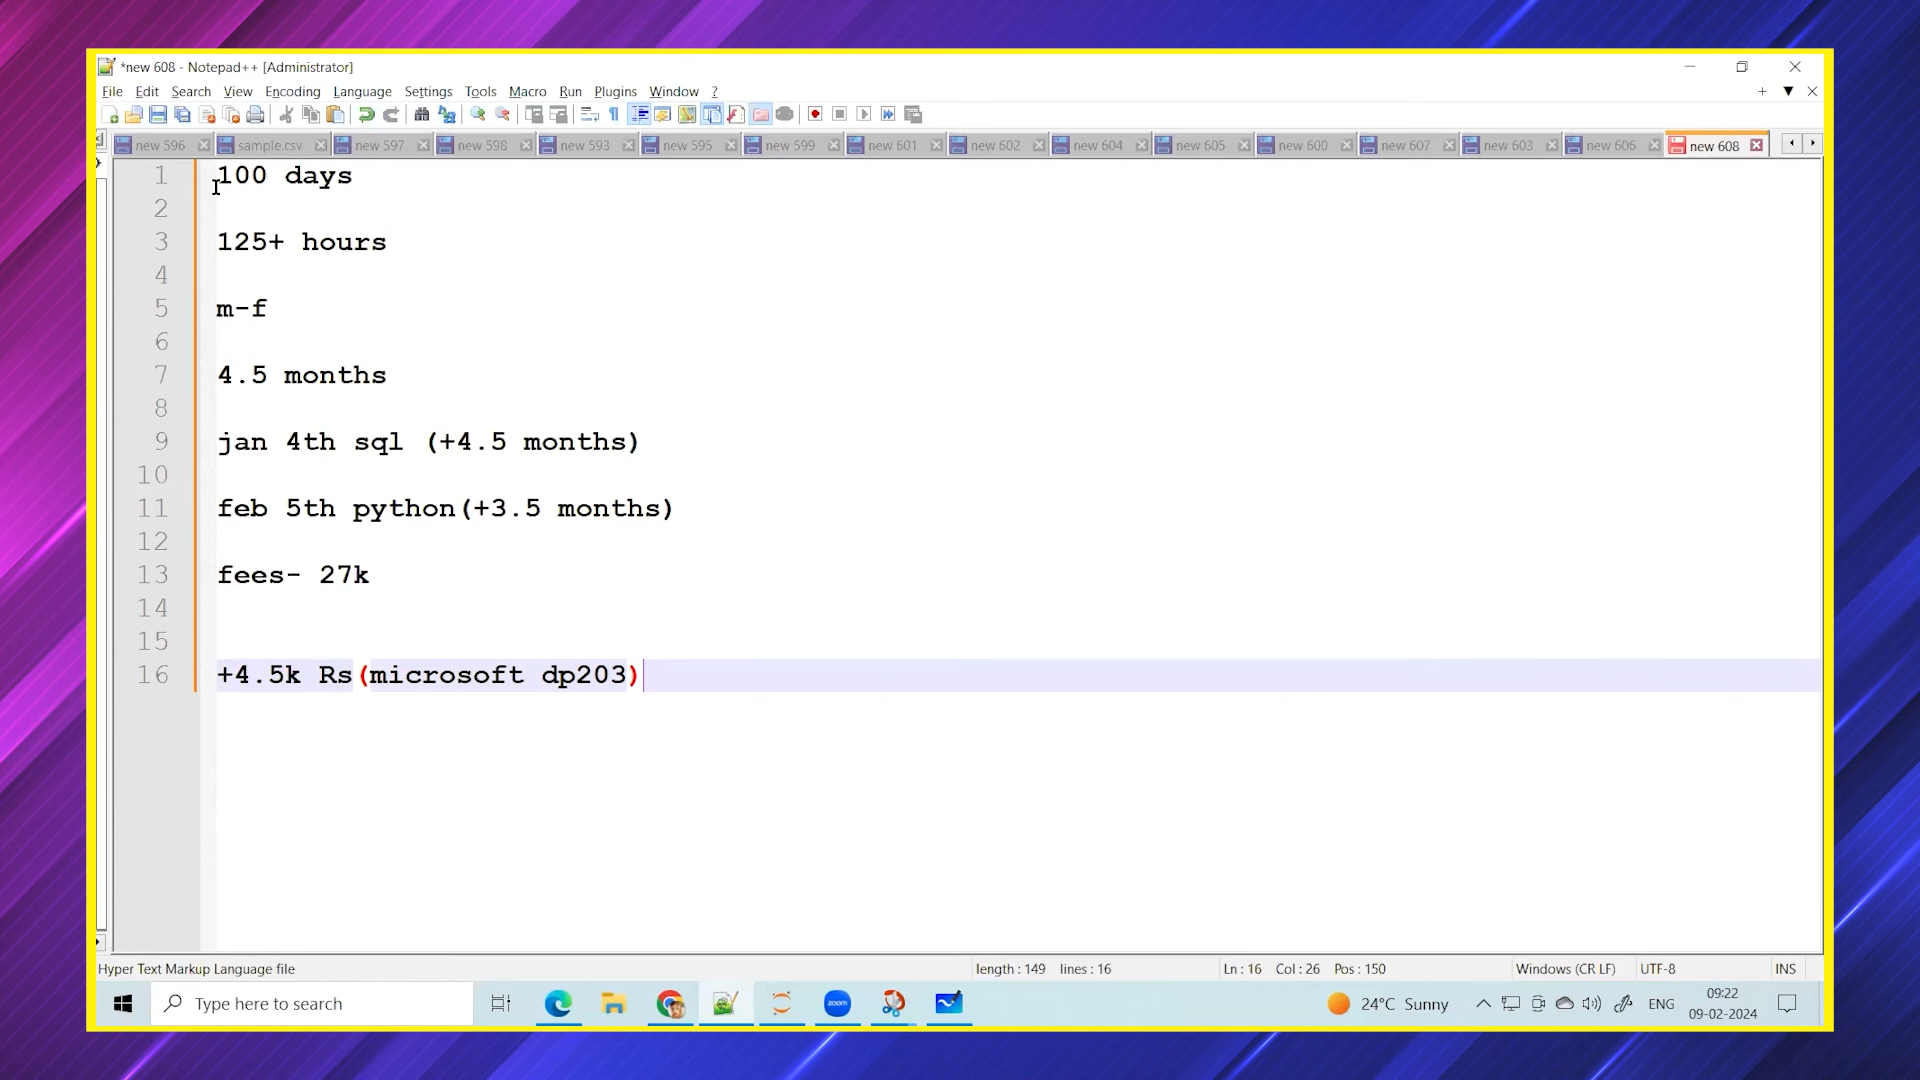 *new 608 - Notepad++ [Administrator]
File Edit Search View Encoding Language Settings Tools Macro Run Plugins Window ?
new 596 sample.csv new 597 new 598 new 593 new 595 new 599 new 601 new 602 new 604 new 605 new 600 new 607 new 603 new 606 new 608
1 100 days
2
3 125+ hours
4
5 m-f
6
7 4.5 months
8
9 jan 4th sql (+4.5 months)
10
11 feb 5th python(+3.5 months)
12
13 fees- 27k
14
15
16 +4.5k Rs(microsoft dp203)
Hyper Text Markup Language file length : 149 lines : 16 Ln : 16 Col : 26 Pos : 150 Windows (CR LF) UTF-8 INS
Type here to search zoom 24°C Sunny ENG 09:22
09-02-2024